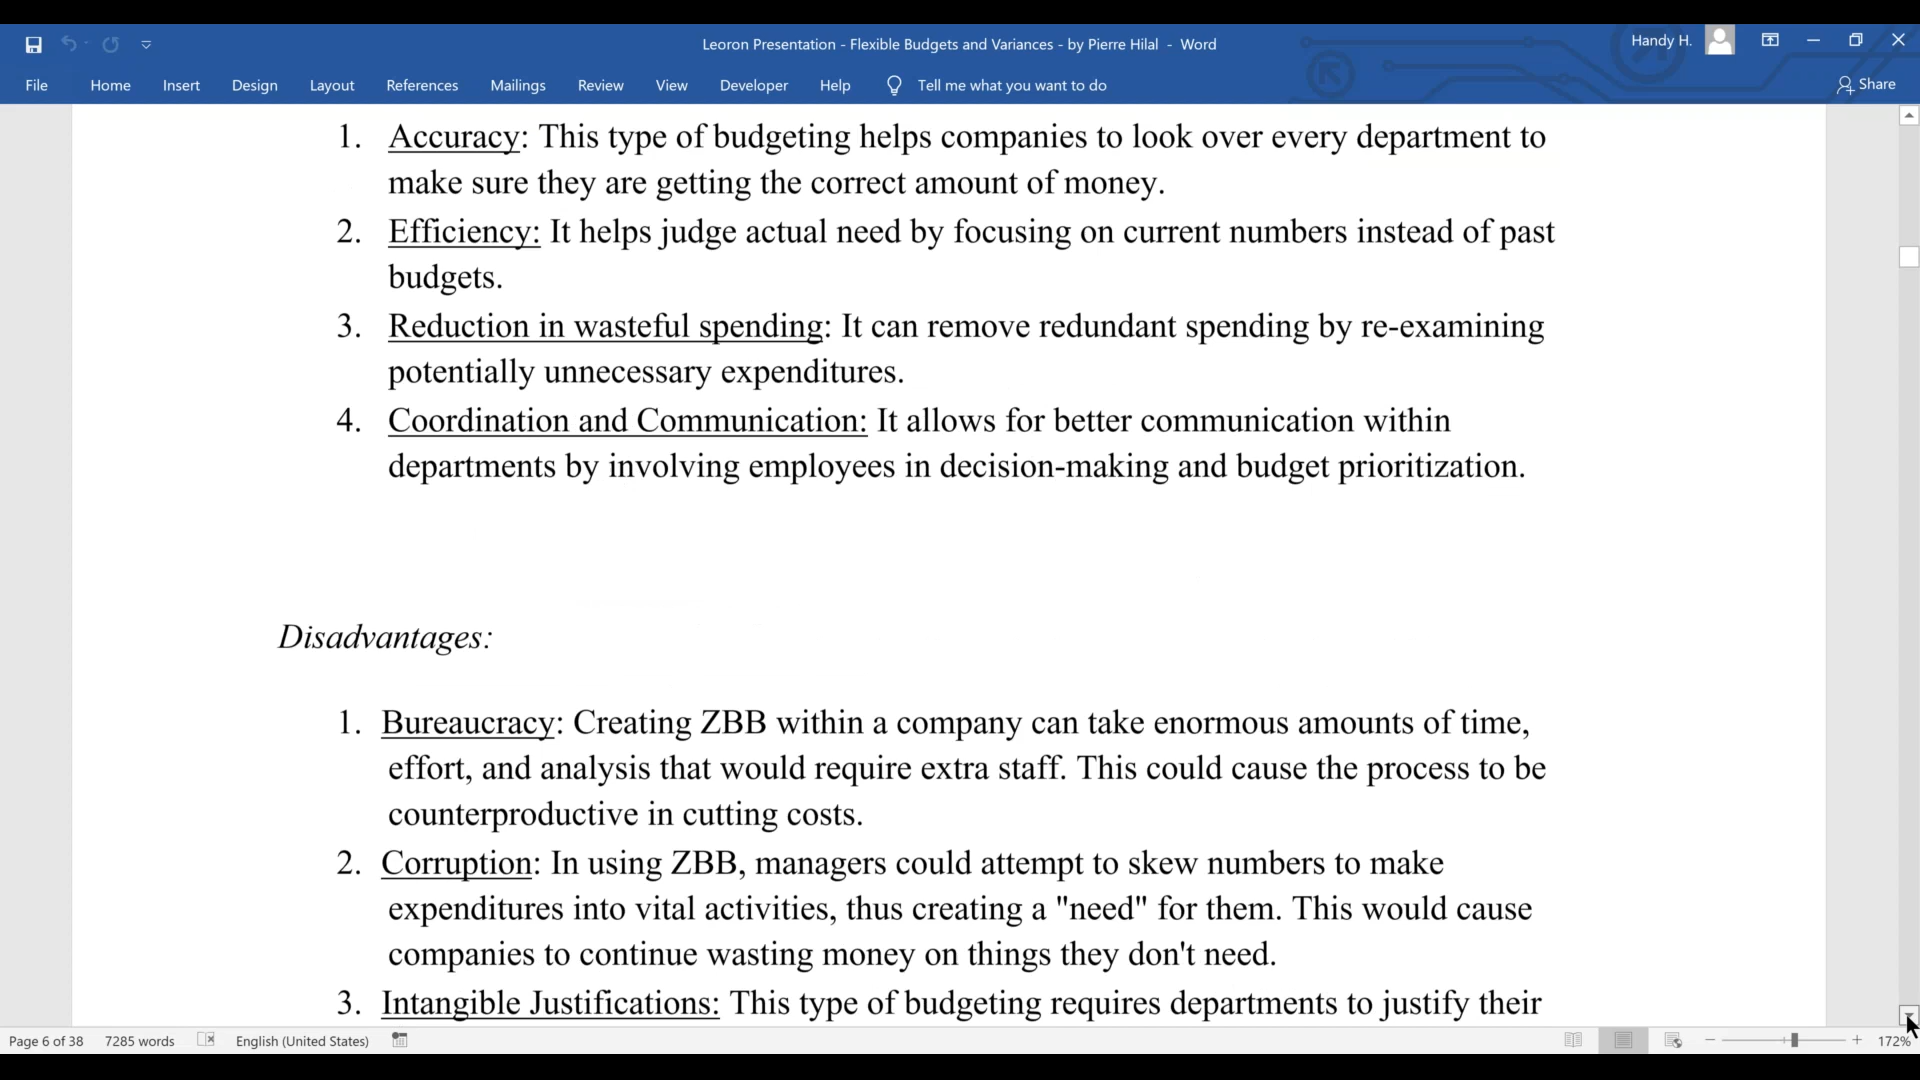 Leoron Presentation - Flexible Budgets and Variances - by Pierre Hilal - Word
Handy H.
File Home Insert Design Layout References Mailings Review View Developer Help Tell me what you want to do Share
1. Accuracy: This type of budgeting helps companies to look over every department to
make sure they are getting the correct amount of money.
2. Efficiency: It helps judge actual need by focusing on current numbers instead of past
budgets.
3. Reduction in wasteful spending: It can remove redundant spending by re-examining
potentially unnecessary expenditures.
4. Coordination and Communication: It allows for better communication within
departments by involving employees in decision-making and budget prioritization.
Disadvantages:
1. Bureaucracy: Creating ZBB within a company can take enormous amounts of time,
effort, and analysis that would require extra staff. This could cause the process to be
counterproductive in cutting costs.
2. Corruption: In using ZBB, managers could attempt to skew numbers to make
expenditures into vital activities, thus creating a "need" for them. This would cause
companies to continue wasting money on things they don't need.
3. Intangible Justifications: This type of budgeting requires departments to justify their
Page 6 of 38 7285 words English (United States) 172%